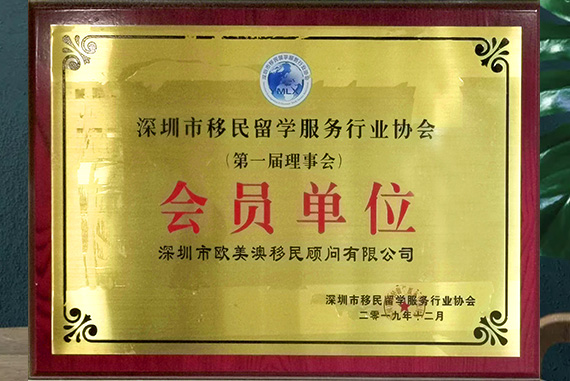 YMLX
深圳市移民留学服务行业协会
（第一届理事会）
会员单位
深圳市欧美澳移民顾问有限公司
深圳市移民留学服务行业协会
二零一九年十二月